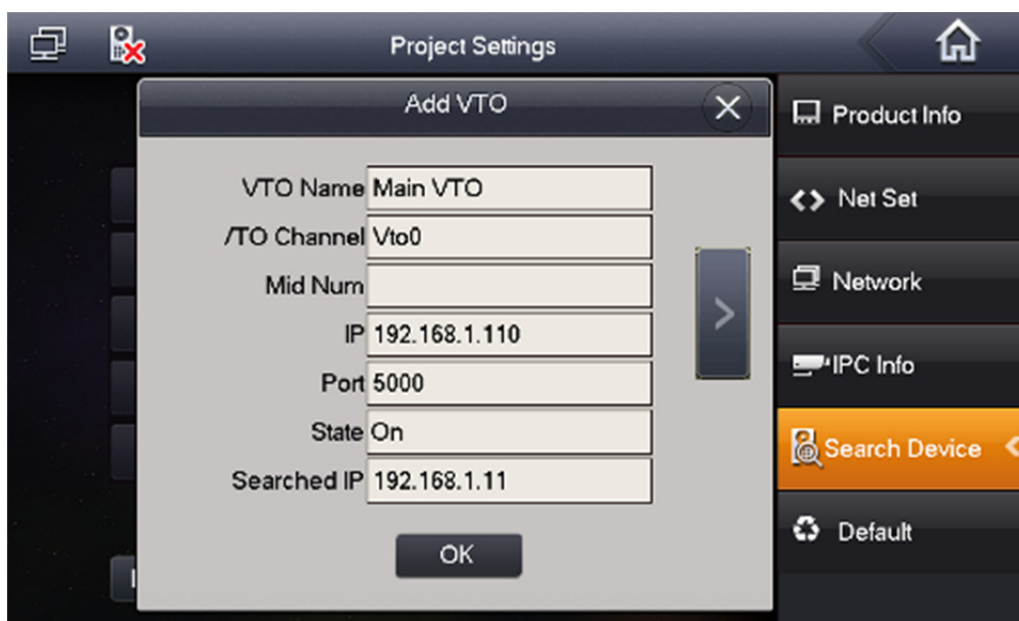 Project Settings
Add VTO
VTO Name Main VTO
/TO Channel Vto0
Mid Num
IP 192.168.1.110
Port 5000
State On
Searched IP 192.168.1.11
OK
Product Info
Net Set
Network
IPC Info
Search Device
Default